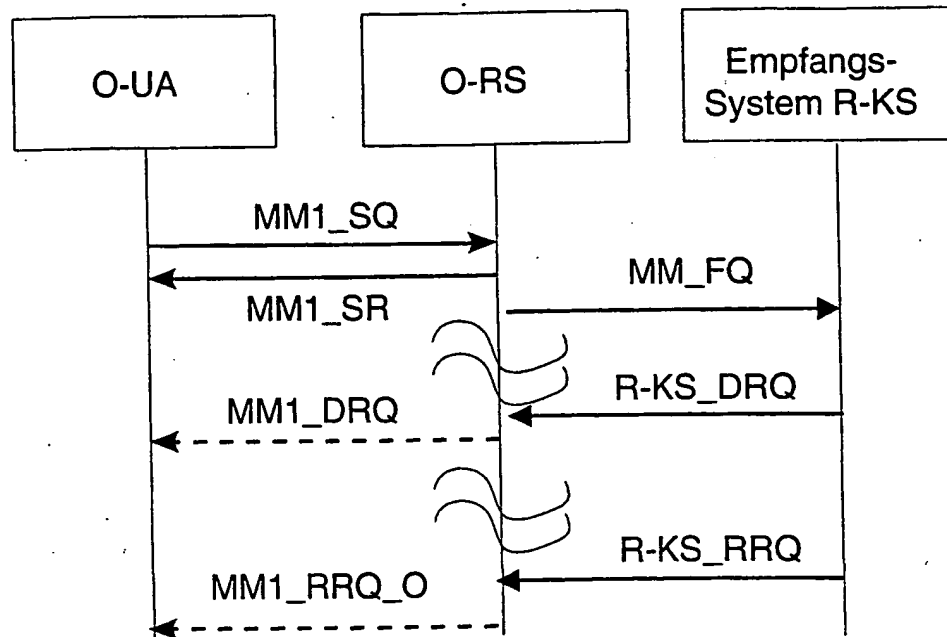 O-UA
O-RS
Empfangs-
System R-KS
MM1_SQ
MM1_SR
MM_FQ
R-KS_DRQ
MM1_DRQ
R-KS_RRQ
MM1_RRQ_O